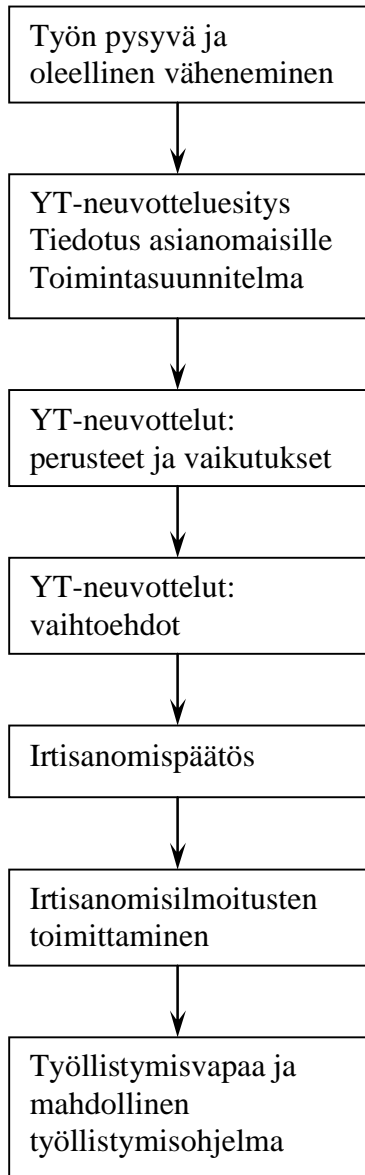 Työn pysyvä ja
oleellinen väheneminen
YT-neuvotteluesitys
Tiedotus asianomaisille
Toimintasuunnitelma
YT-neuvottelut:
perusteet ja vaikutukset
YT-neuvottelut:
vaihtoehdot
Irtisanomispäätös
Irtisanomisilmoitusten
toimittaminen
Työllistymisvapaa ja
mahdollinen
työllistymisohjelma